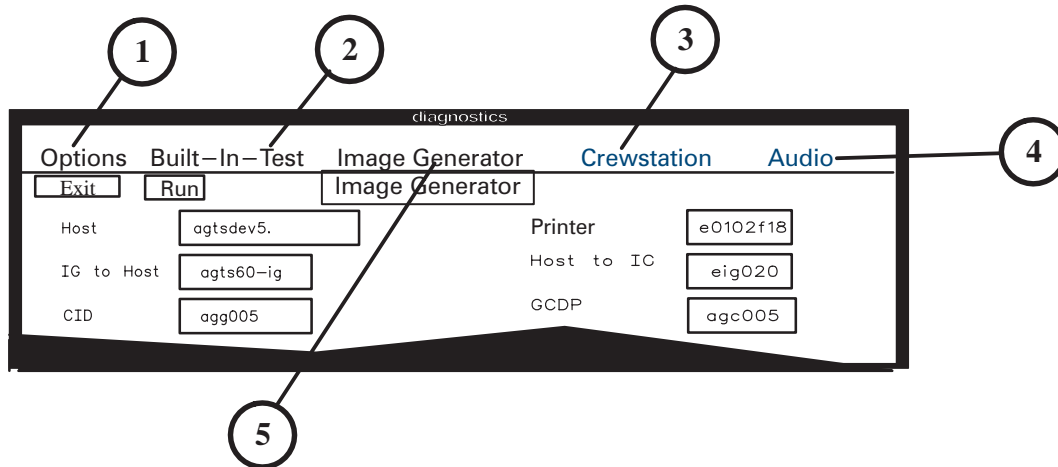 1
2
3
diagnostics
4
Options Built-In-Test Image Generator Crewstation Audio
Exit Run Image Generator
Host agtsdev5. Printer e0102f18
IG to Host agts60-ig Host to IC eig020
CID agg005 GCDP agc005
5